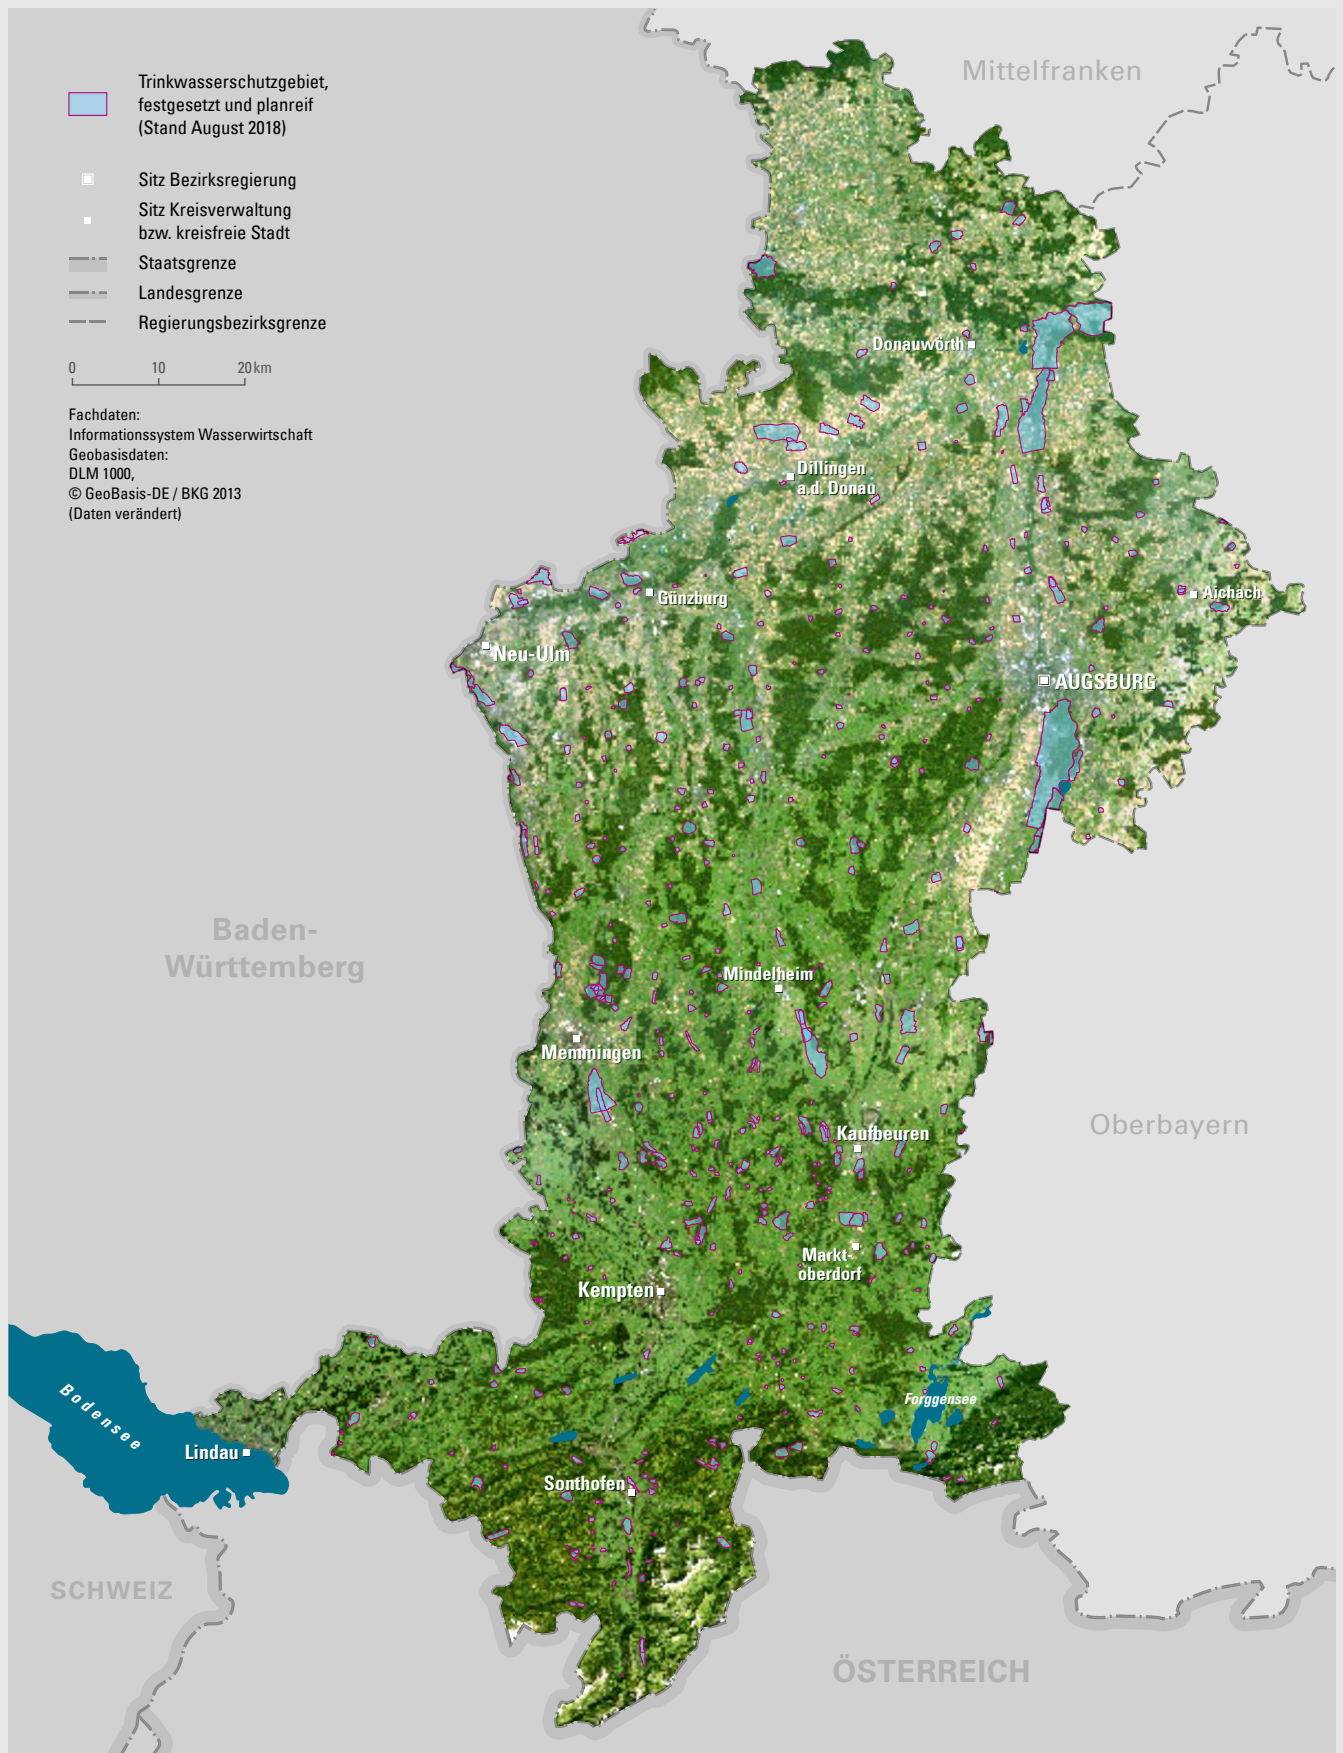 Trinkwasserschutzgebiet,
festgesetzt und planreif
(Stand August 2018)
Sitz Bezirksregierung
Sitz Kreisverwaltung
bzw. kreisfreie Stadt
Staatsgrenze
Landesgrenze
Regierungsbezirksgrenze
0 10 20 km
Fachdaten:
Informationssystem Wasserwirtschaft
Geobasisdaten:
DLM 1000,
© GeoBasis-DE / BKG 2013
(Daten verändert)
Mittelfranken
Donauwörth
Dillingen
a.d. Donau
Günzburg
Aichach
Neu-Ulm
AUGSBURG
Baden-
Württemberg
Mindelheim
Memmingen
Oberbayern
Kaufbeuren
Markt-
oberdorf
Kempten
Forggensee
Bodensee
Lindau
Sonthofen
SCHWEIZ
ÖSTERREICH